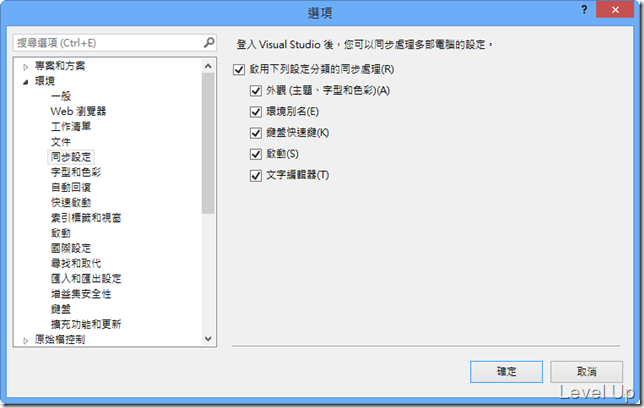 選項
搜尋選項 (Ctrl+E)
專案和方案
環境
一般
Web 瀏覽器
工作清單
文件
同步設定
字型和色彩
自動回復
快速啟動
索引標籤和視窗
啟動
國際設定
尋找和取代
匯入和匯出設定
增益集安全性
鍵盤
擴充功能和更新
原始檔控制
登入 Visual Studio 後，您可以同步處理多部電腦的設定。
啟用下列設定分類的同步處理(R)
外觀 (主題、字型和色彩)(A)
環境別名(E)
鍵盤快速鍵(K)
啟動(S)
文字編輯器(T)
確定
取消
Level Up